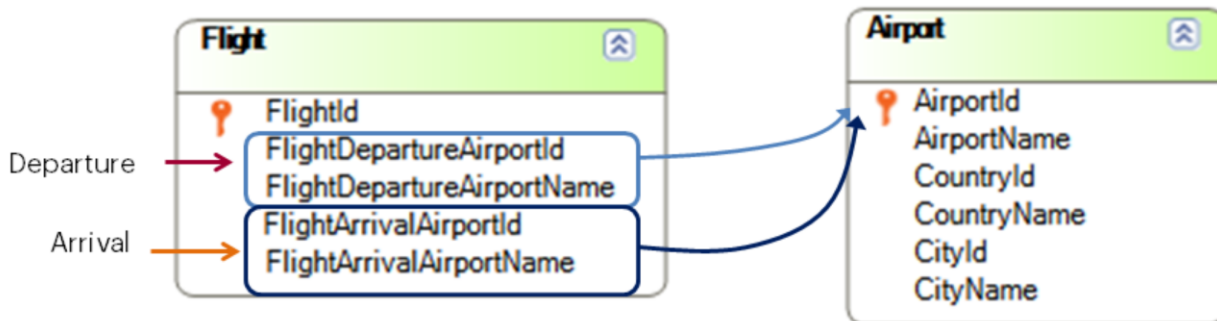 Flight
FlightId
Departure
FlightDepartureAirportId
FlightDepartureAirportName
Arrival
FlightArrivalAirportId
FlightArrivalAirportName
Airport
AirportId
AirportName
CountryId
CountryName
CityId
CityName